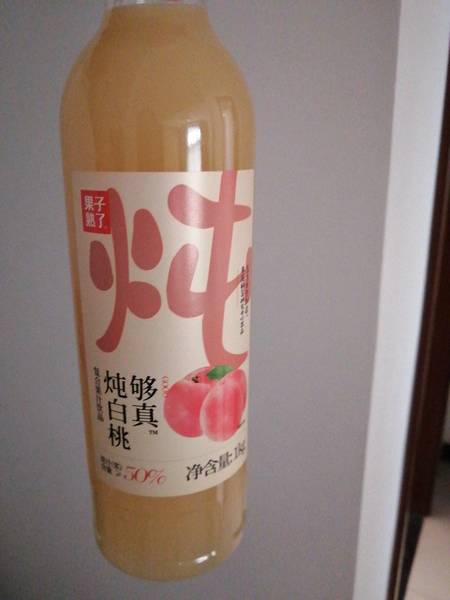 果子
熟了
炖
够真
炖白桃
复合果汁饮品
50%
净含量:1kg